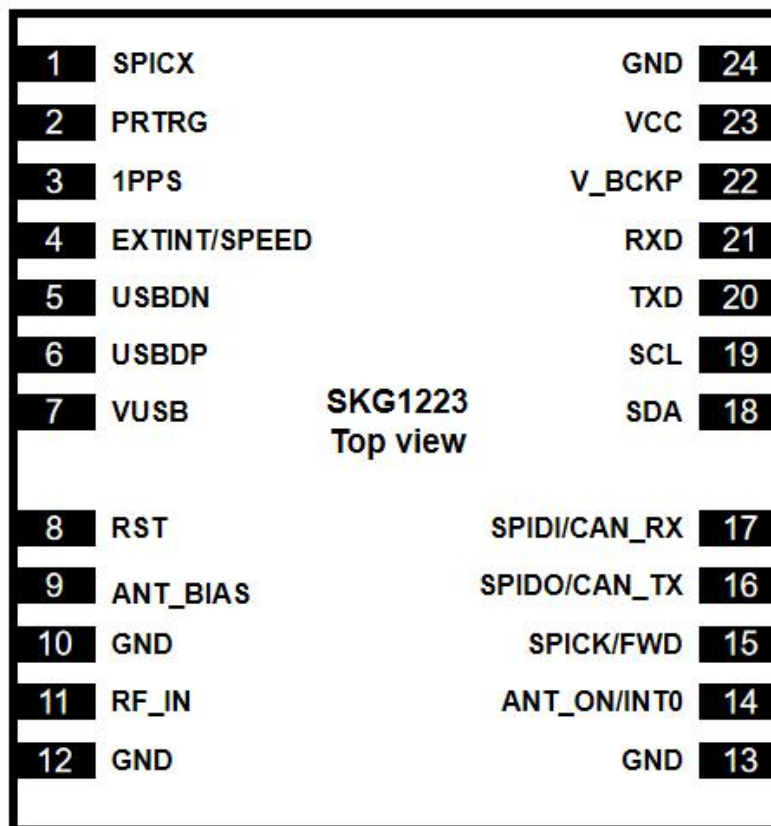 1 SPICX GND 24
2 PRTRG VCC 23
3 1PPS V_BCKP 22
4 EXTINT/SPEED RXD 21
5 USBDN TXD 20
6 USBDP SCL 19
7 VUSB SDA 18
SKG1223
Top view
8 RST SPIDI/CAN_RX 17
9 ANT_BIAS SPIDO/CAN_TX 16
10 GND SPICK/FWD 15
11 RF_IN ANT_ON/INT0 14
12 GND GND 13